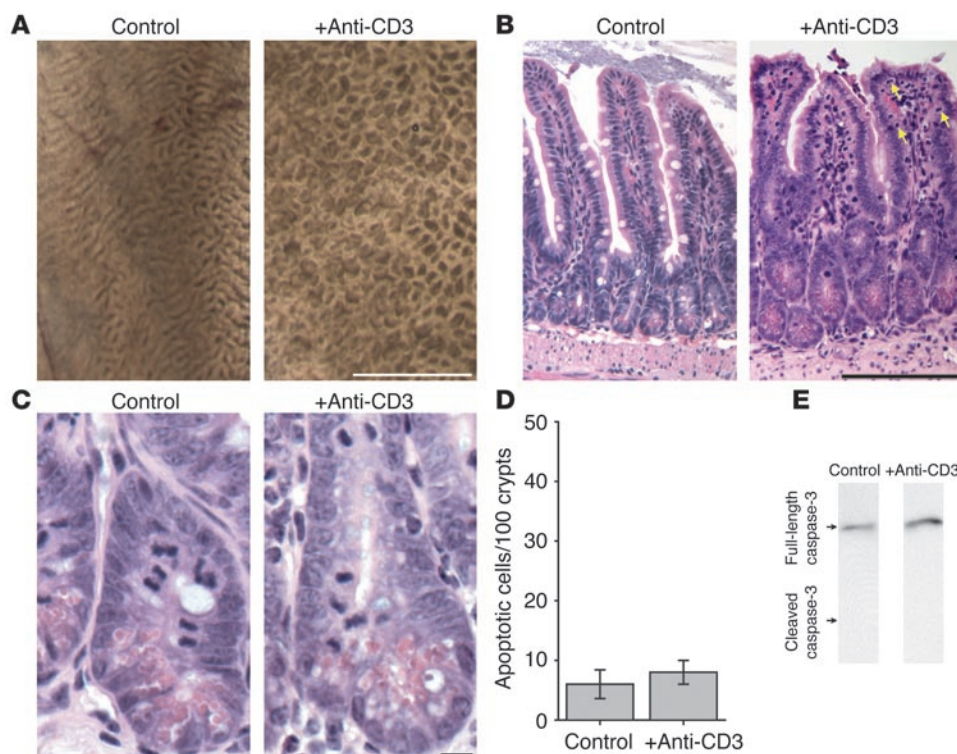 A
Control
+Anti-CD3
B
Control
+Anti-CD3
C
Control
+Anti-CD3
D
Apoptotic cells/100 crypts
50
40
30
20
10
0
Control
+Anti-CD3
E
Control +Anti-CD3
Full-length
caspase-3
Cleaved
caspase-3